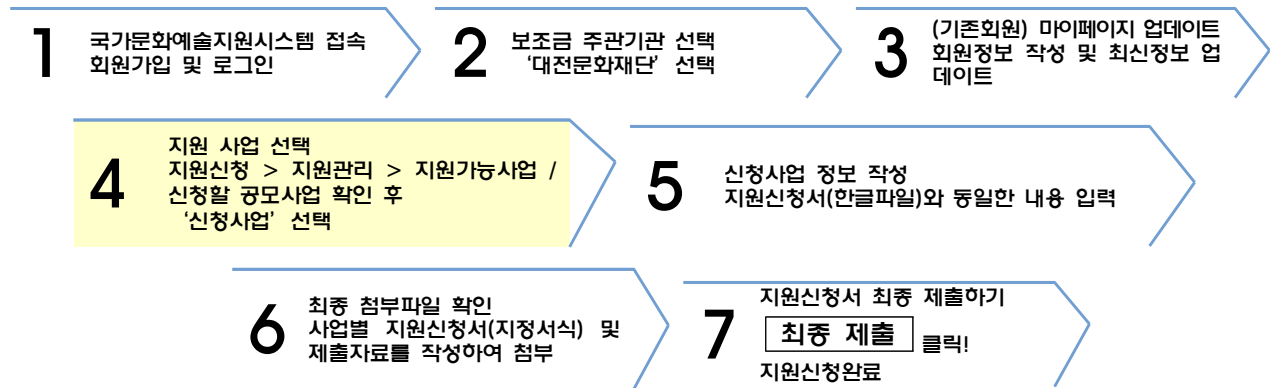 1
국가문화예술지원시스템 접속
회원가입 및 로그인
2
보조금 주관기관 선택
‘대전문화재단’ 선택
3
(기존회원) 마이페이지 업데이트
회원정보 작성 및 최신정보 업
데이트
4
지원 사업 선택
지원신청 > 지원관리 > 지원가능사업 /
신청할 공모사업 확인 후
‘신청사업’ 선택
5
신청사업 정보 작성
지원신청서(한글파일)와 동일한 내용 입력
6
최종 첨부파일 확인
사업별 지원신청서(지정서식) 및
제출자료를 작성하여 첨부
7
지원신청서 최종 제출하기
최종 제출 클릭!
지원신청완료